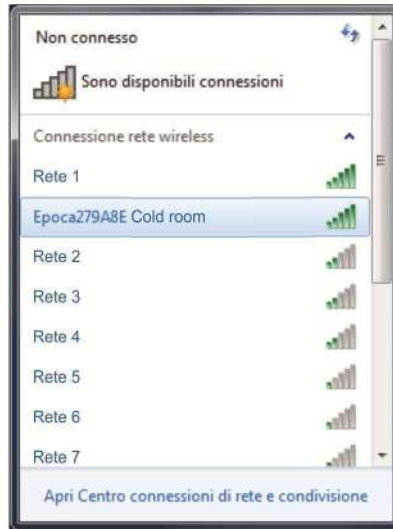 Non connesso
Sono disponibili connessioni
Connessione rete wireless
Rete 1
Epoca279A8E Cold room
Rete 2
Rete 3
Rete 4
Rete 5
Rete 6
Rete 7
Apri Centro connessioni di rete e condivisione